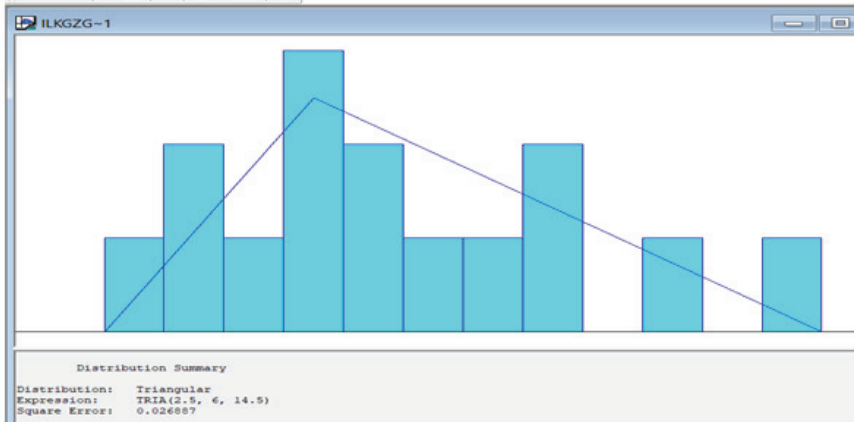 ILKGZG~1
Distribution Summary
Distribution: Triangular
Expression: TRIA(2.5, 6, 14.5)
Square Error: 0.026887